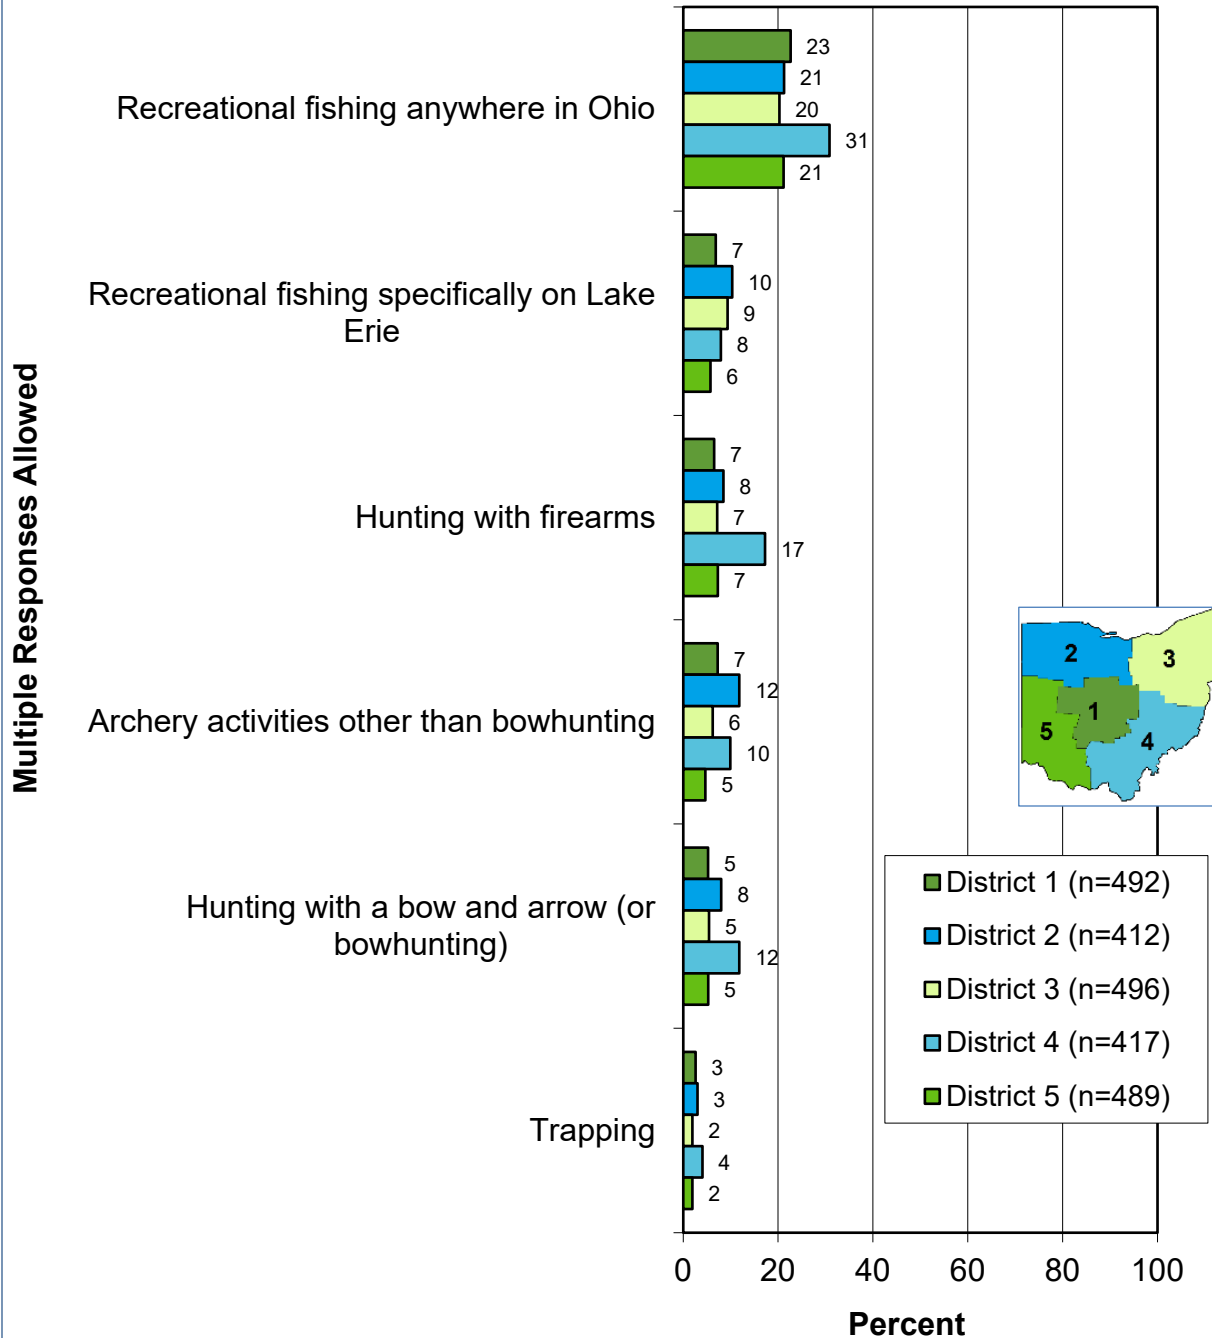 Multiple Responses Allowed
Recreational fishing anywhere in Ohio
23
21
20
31
21
Recreational fishing specifically on Lake
Erie
7
10
9
8
6
Hunting with firearms
7
8
7
17
7
Archery activities other than bowhunting
7
12
6
10
5
Hunting with a bow and arrow (or
bowhunting)
5
8
5
12
5
Trapping
3
3
2
4
2
2
3
1
5
4
District 1 (n=492)
District 2 (n=412)
District 3 (n=496)
District 4 (n=417)
District 5 (n=489)
0 20 40 60 80 100
Percent